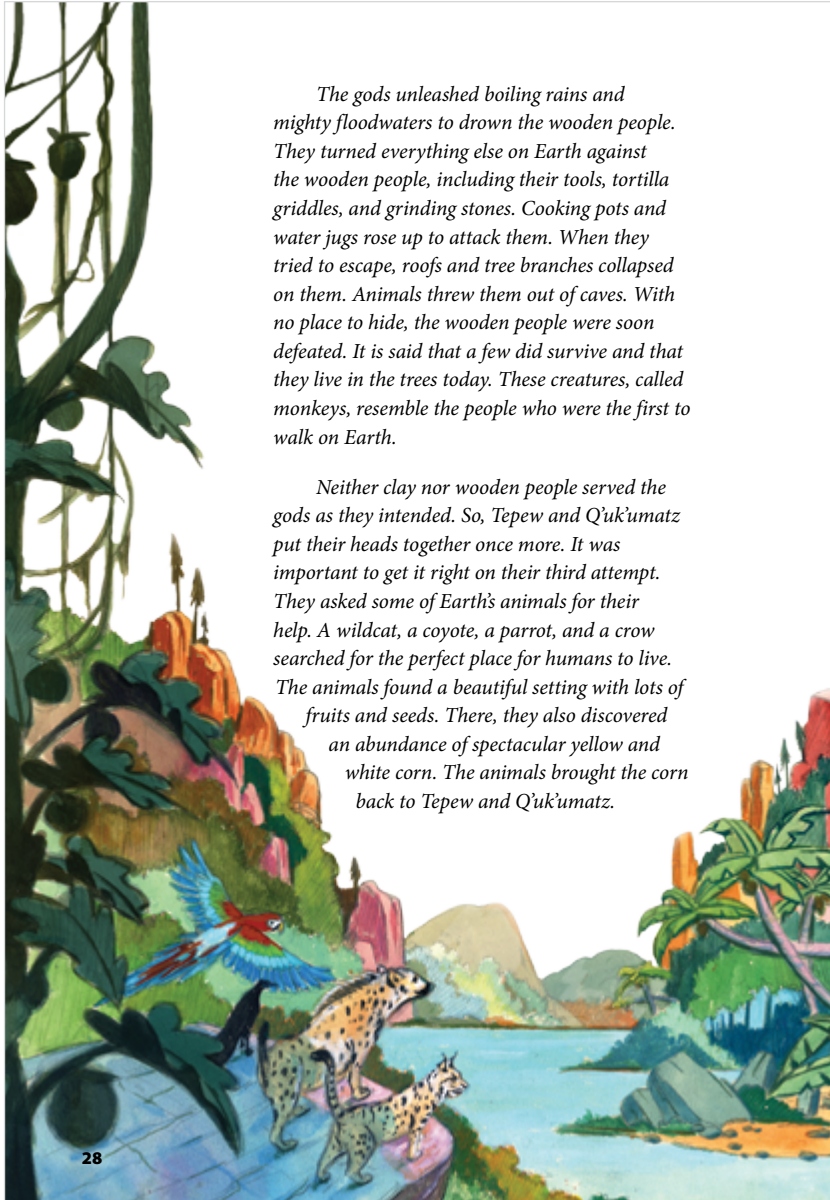 The gods unleashed boiling rains and
mighty floodwaters to drown the wooden people.
They turned everything else on Earth against
the wooden people, including their tools, tortilla
griddles, and grinding stones. Cooking pots and
water jugs rose up to attack them. When they
tried to escape, roofs and tree branches collapsed
on them. Animals threw them out of caves. With
no place to hide, the wooden people were soon
defeated. It is said that a few did survive and that
they live in the trees today. These creatures, called
monkeys, resemble the people who were the first to
walk on Earth.
Neither clay nor wooden people served the
gods as they intended. So, Tepew and Q’uk’umatz
put their heads together once more. It was
important to get it right on their third attempt.
They asked some of Earth’s animals for their
help. A wildcat, a coyote, a parrot, and a crow
searched for the perfect place for humans to live.
The animals found a beautiful setting with lots of
fruits and seeds. There, they also discovered
an abundance of spectacular yellow and
white corn. The animals brought the corn
back to Tepew and Q’uk’umatz.
28